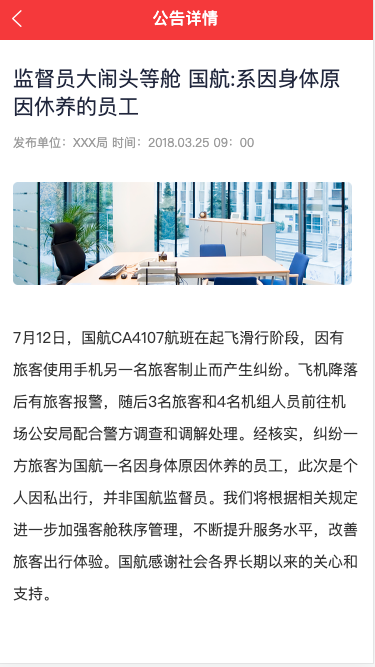 公告详情
监督员大闹头等舱 国航:系因身体原
因休养的员工
发布单位：XXX局 时间：2018.03.25 09：00
7月12日，国航CA4107航班在起飞滑行阶段，因有
旅客使用手机另一名旅客制止而产生纠纷。飞机降落
后有旅客报警，随后3名旅客和4名机组人员前往机
场公安局配合警方调查和调解处理。经核实，纠纷一
方旅客为国航一名因身体原因休养的员工，此次是个
人因私出行，并非国航监督员。我们将根据相关规定
进一步加强客舱秩序管理，不断提升服务水平，改善
旅客出行体验。国航感谢社会各界长期以来的关心和
支持。